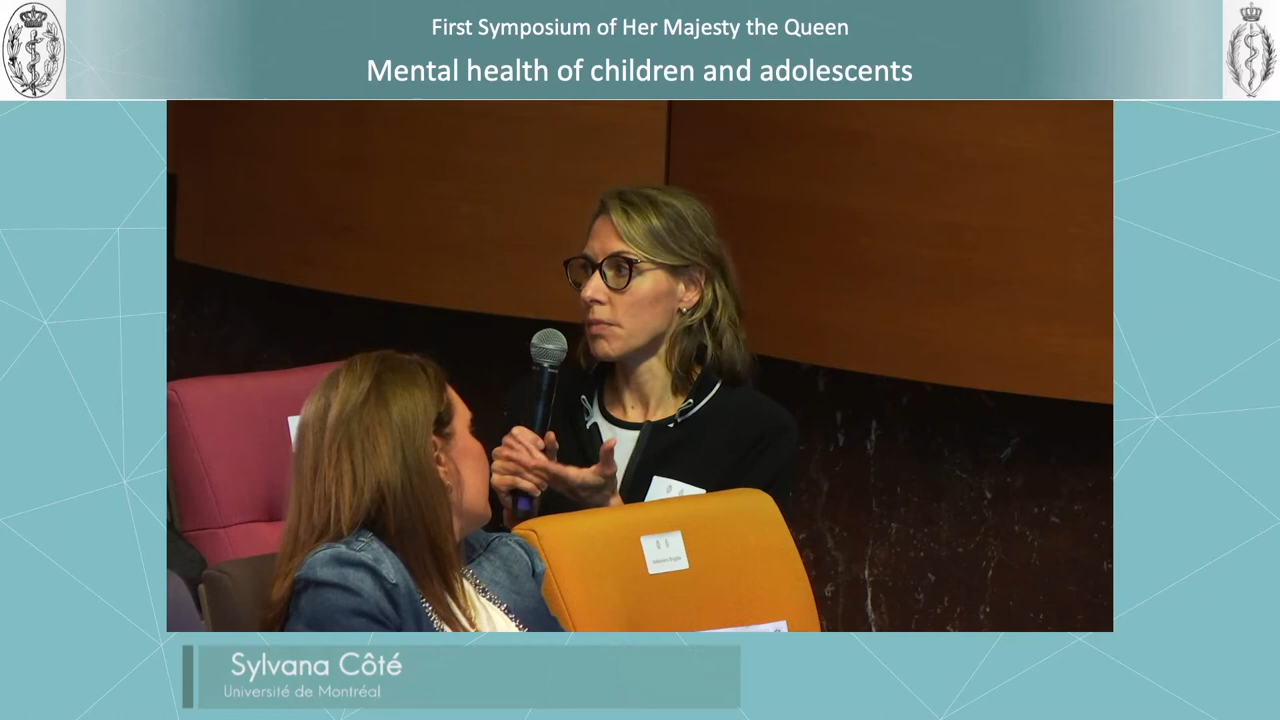 First Symposium of Her Majesty the Queen
Mental health of children and adolescents
Sylvana Côté
Université de Montréal